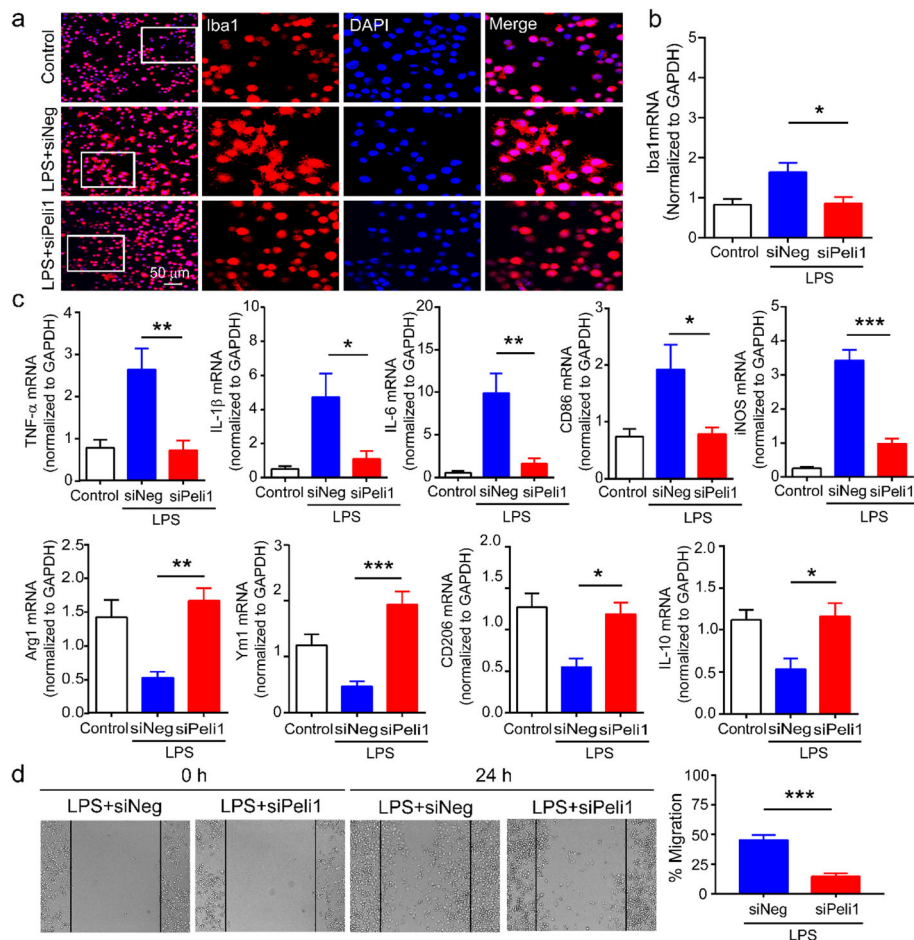 a
Iba1
DAPI
Merge
Control
LPS+siNeg
LPS+siPeli1
50 μm
b
Iba1mRNA
(Normalized to GAPDH)
5
4
3
2
1
0
*
Control
siNeg
siPeli1
LPS
c
TNF-α mRNA
(normalized to GAPDH)
4
3
2
1
0
**
Control
siNeg
siPeli1
LPS
IL-1β mRNA
(normalized to GAPDH)
10
8
6
4
2
0
*
Control
siNeg
siPeli1
LPS
IL-6 mRNA
(normalized to GAPDH)
20
15
10
5
0
**
Control
siNeg
siPeli1
LPS
CD86 mRNA
(normalized to GAPDH)
3
2
1
0
*
Control
siNeg
siPeli1
LPS
iNOS mRNA
(normalized to GAPDH)
5
4
3
2
1
0
***
Control
siNeg
siPeli1
LPS
Arg1 mRNA
(normalized to GAPDH)
2.5
2.0
1.5
1.0
0.5
0.0
**
Control
siNeg
siPeli1
LPS
Ym1 mRNA
(normalized to GAPDH)
3
2
1
0
***
Control
siNeg
siPeli1
LPS
CD206 mRNA
(normalized to GAPDH)
2.0
1.5
1.0
0.5
0.0
*
Control
siNeg
siPeli1
LPS
IL-10 mRNA
(normalized to GAPDH)
2.0
1.5
1.0
0.5
0.0
*
Control
siNeg
siPeli1
LPS
d
0 h
24 h
LPS+siNeg
LPS+siPeli1
LPS+siNeg
LPS+siPeli1
% Migration
100
75
50
25
0
***
siNeg
siPeli1
LPS